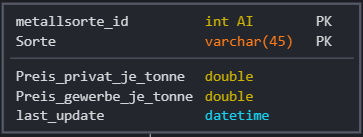 metallsorte_id int AI PK
Sorte varchar(45) PK
Preis_privat_je_tonne double
Preis_gewerbe_je_tonne double
last_update datetime